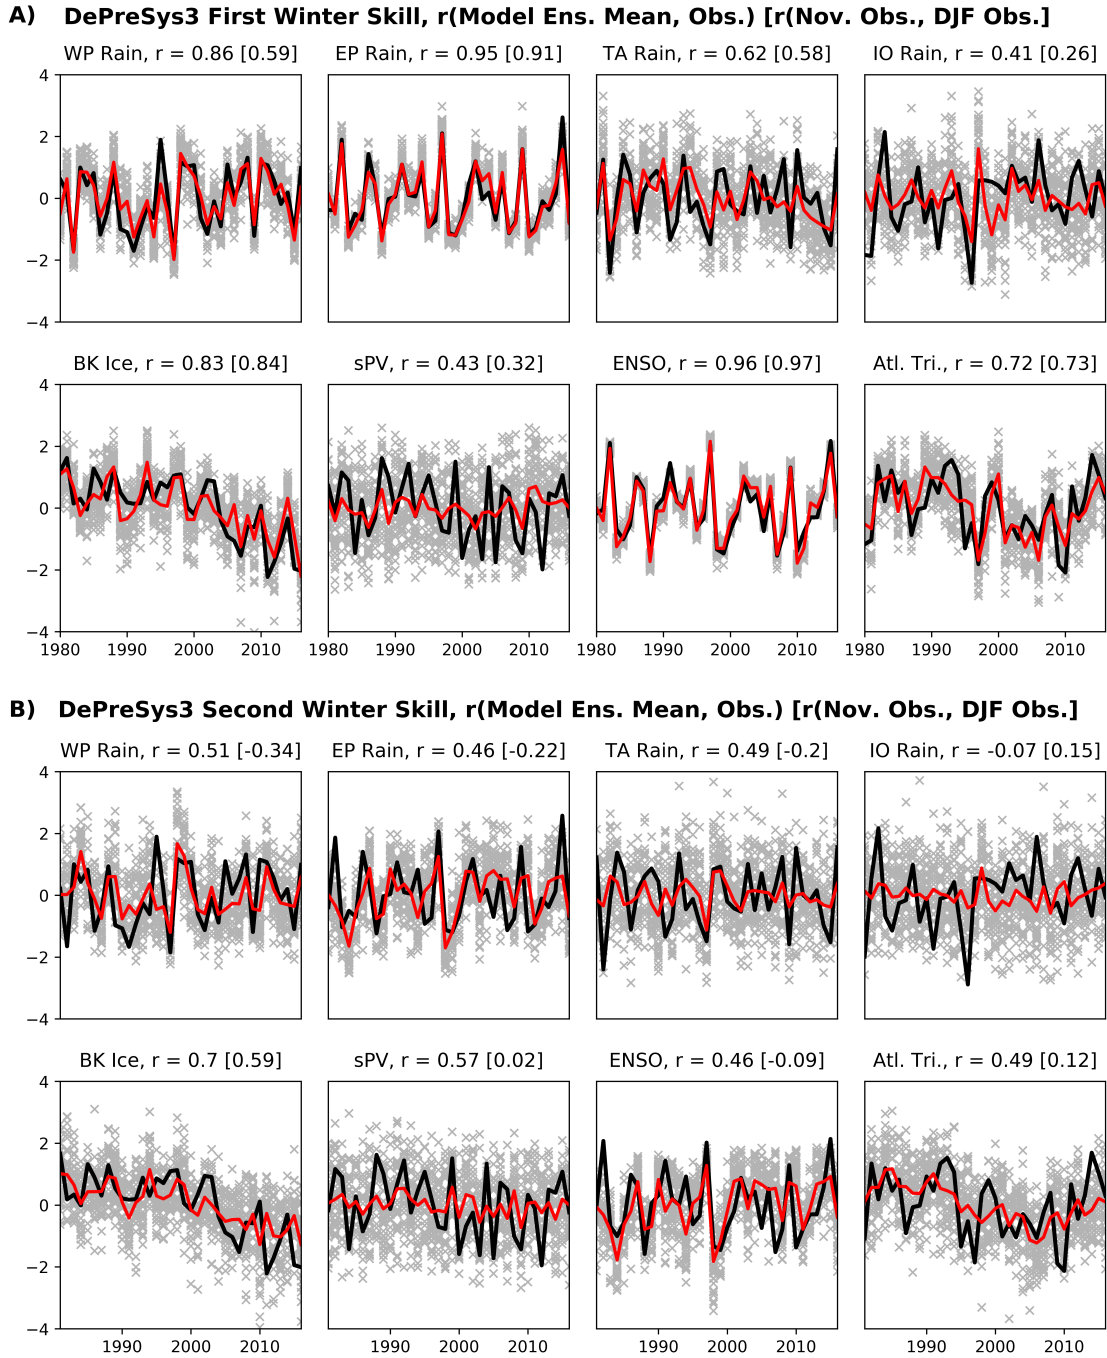 A) DePreSys3 First Winter Skill, r(Model Ens. Mean, Obs.) [r(Nov. Obs., DJF Obs.]
WP Rain, r = 0.86 [0.59] EP Rain, r = 0.95 [0.91] TA Rain, r = 0.62 [0.58] IO Rain, r = 0.41 [0.26]
4
2
0
−2
−4
BK Ice, r = 0.83 [0.84] sPV, r = 0.43 [0.32] ENSO, r = 0.96 [0.97] Atl. Tri., r = 0.72 [0.73]
4
2
0
−2
−4
1980 1990 2000 2010 1980 1990 2000 2010 1980 1990 2000 2010 1980 1990 2000 2010
B) DePreSys3 Second Winter Skill, r(Model Ens. Mean, Obs.) [r(Nov. Obs., DJF Obs.]
WP Rain, r = 0.51 [-0.34] EP Rain, r = 0.46 [-0.22] TA Rain, r = 0.49 [-0.2] IO Rain, r = -0.07 [0.15]
4
2
0
−2
−4
BK Ice, r = 0.7 [0.59] sPV, r = 0.57 [0.02] ENSO, r = 0.46 [-0.09] Atl. Tri., r = 0.49 [0.12]
4
2
0
−2
−4
1990 2000 2010 1990 2000 2010 1990 2000 2010 1990 2000 2010